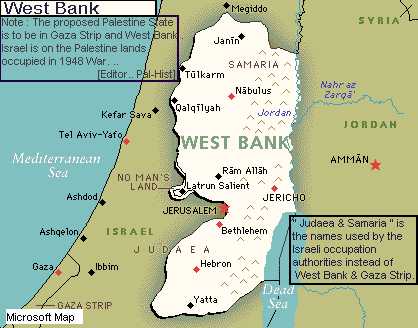 West Bank
Note : The proposed Palestine State
is to be in Gaza Strip and West Bank .
Israel is on the Palestine lands
occupied in 1948 War. ..
[Editor.. Pal-Hist]
Megiddo
Janīn
SYRIA
SAMARIA
Tūlkarm
Nahr az
Zarqā'
Qalqīlyah
Nābulus
Kefar Sava
Jordan
Tel Aviv-Yafo
WEST BANK
JORDAN
Mediterranean
Sea
AMMĀN
Rām Allāh
NO MAN'S
LAND
Latrun Salient
JERICHO
Ashdod
JERUSALEM
Bethlehem
" Judaea & Samaria " is
the names used by the
Israeli occupation
authorities instead of
West Bank & Gaza Strip.
Ashqelon
ISRAEL
JUDAEA
Gaza
Ibbim
Hebron
Dead
Sea
Yatta
GAZA STRIP
Microsoft Map